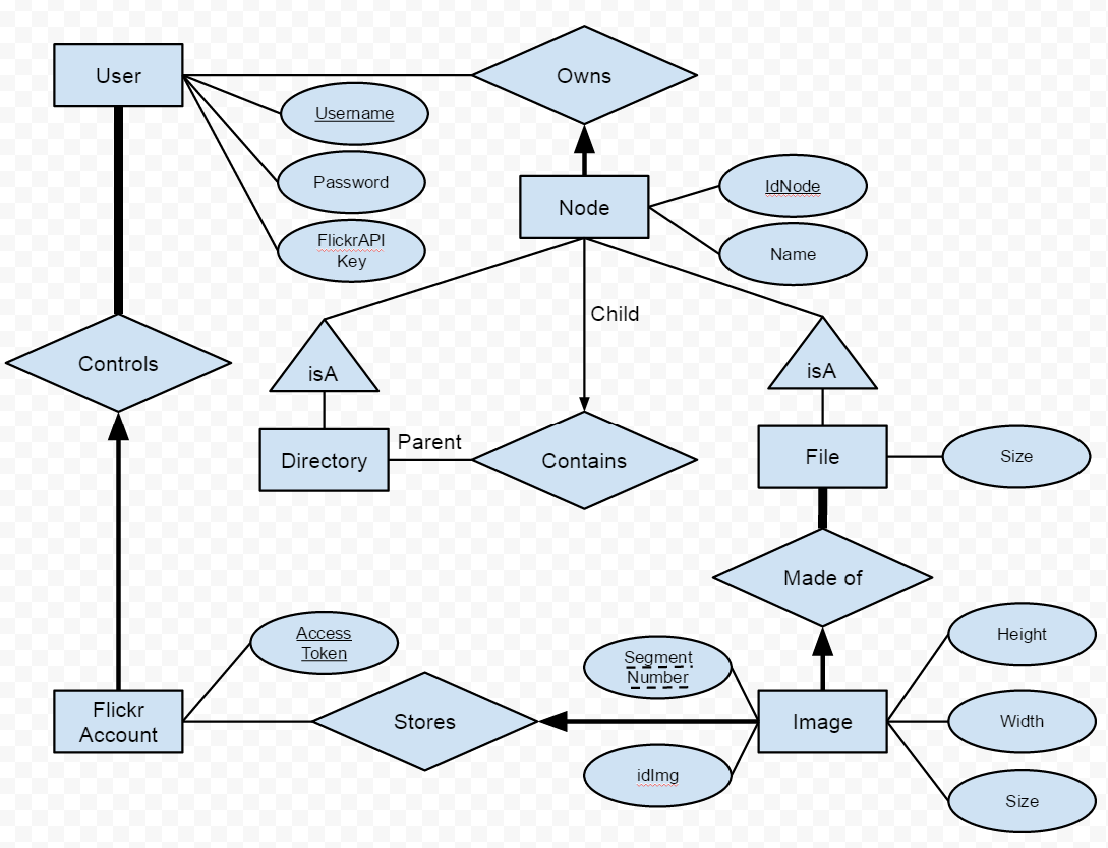 User
Owns
Username
Password
FlickrAPI
Key
Node
IdNode
Name
Child
Controls
isA
isA
Directory
Parent
Contains
File
Size
Made of
Access
Token
Segment
Number
Height
Flickr
Account
Stores
Image
Width
idImg
Size